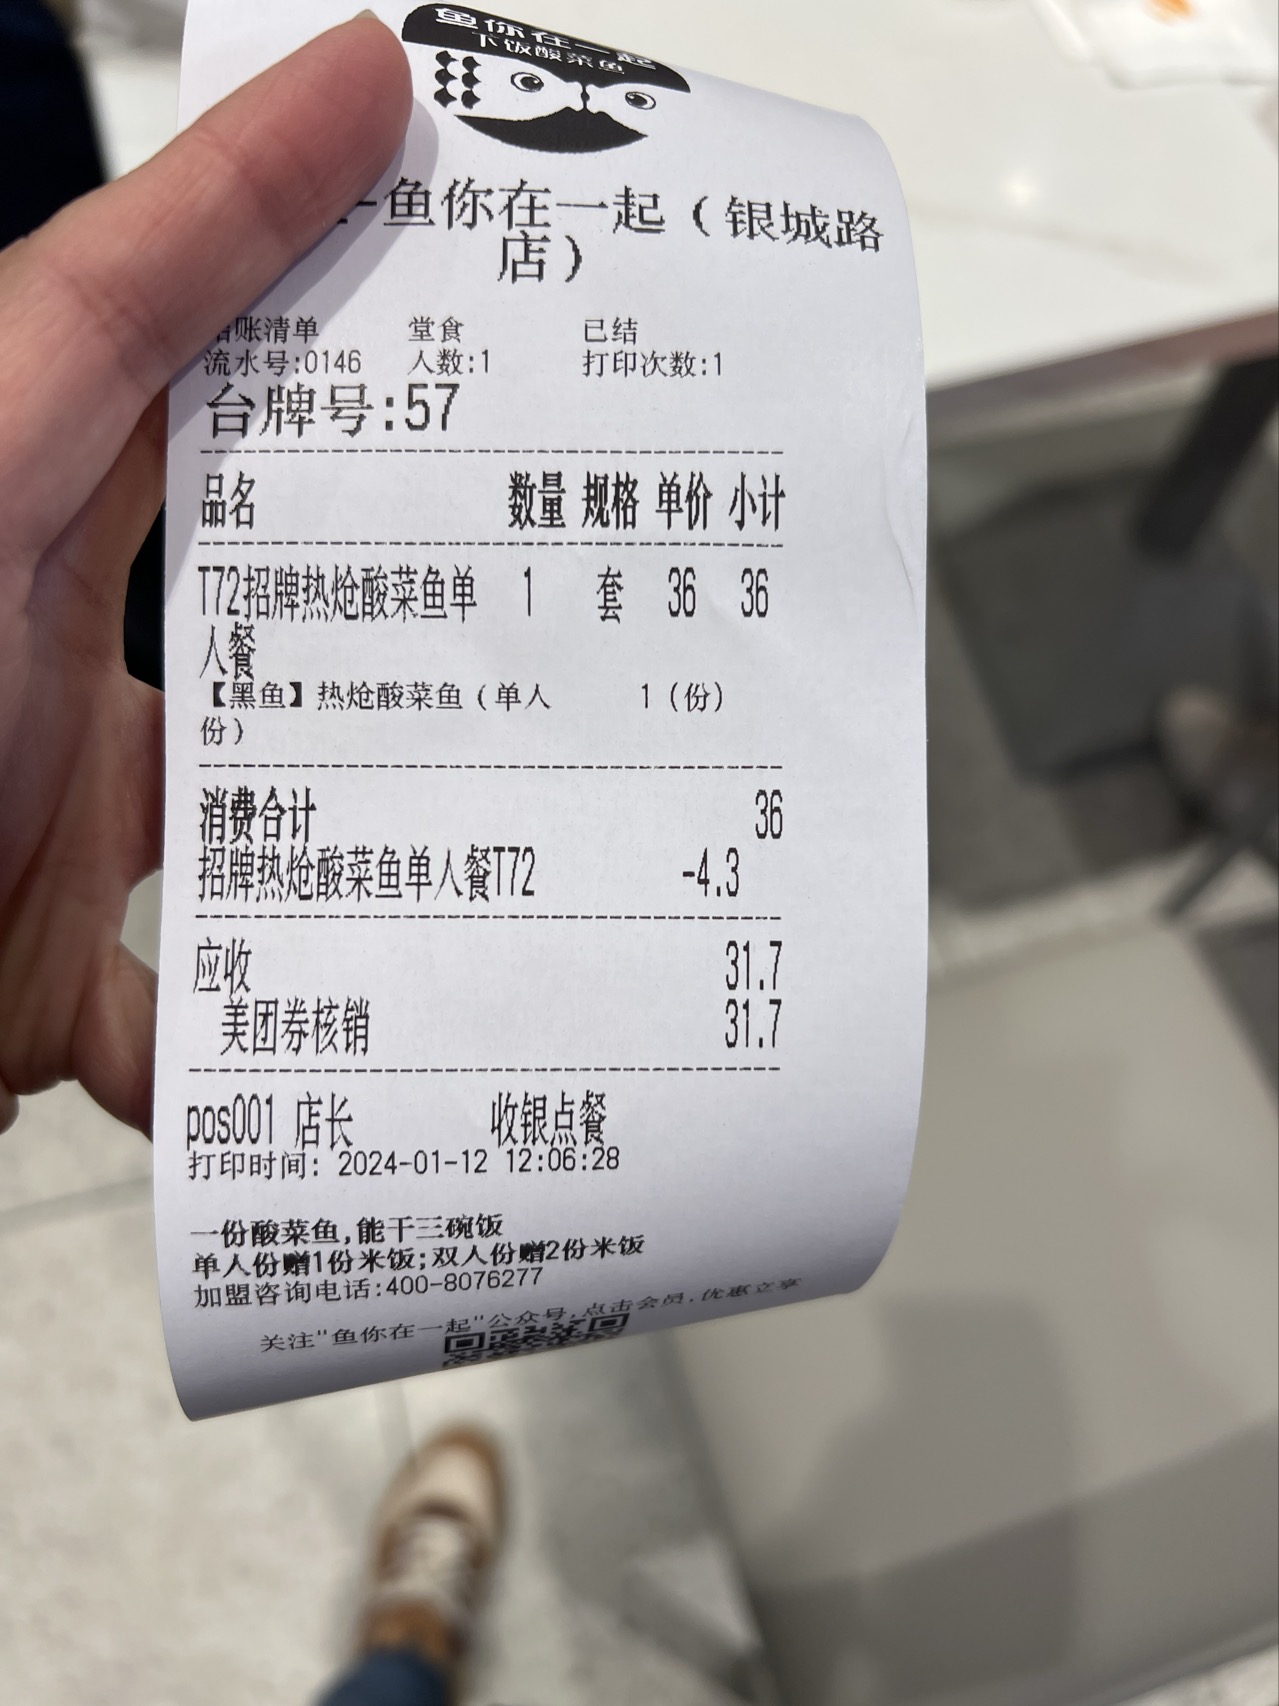 鱼你在一起
下饭酸菜鱼
-鱼你在一起（银城路
店）
账清单 堂食 已结
流水号:0146 人数:1 打印次数:1
台牌号:57
品名 数量 规格 单价 小计
T72招牌热炝酸菜鱼单 1 套 36 36
人餐
【黑鱼】热炝酸菜鱼（单人 1（份）
份）
消费合计 36
招牌热炝酸菜鱼单人餐T72 -4.3
应收 31.7
美团券核销 31.7
pos001 店长 收银点餐
打印时间: 2024-01-12 12:06:28
一份酸菜鱼,能干三碗饭
单人份赠1份米饭;双人份赠2份米饭
加盟咨询电话:400-8076277
关注"鱼你在一起"公众号,点击会员,优惠立享